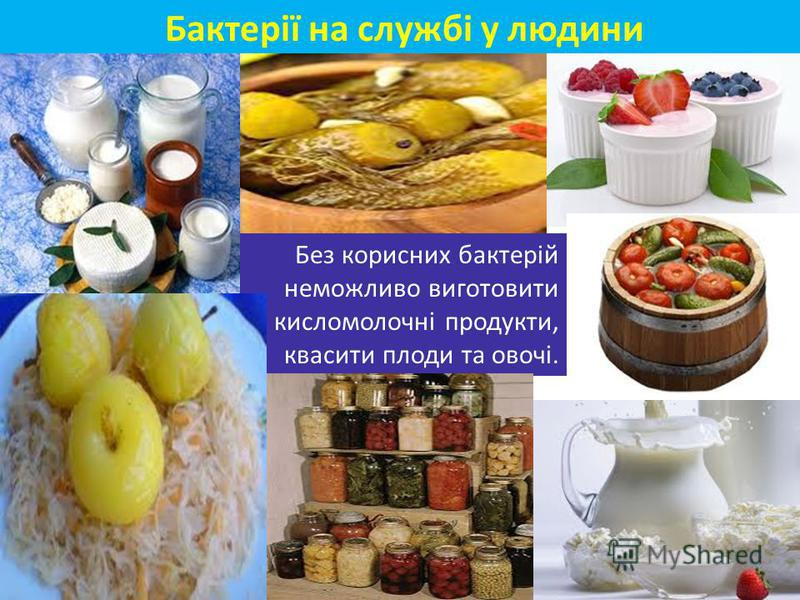 Бактерії на службі у людини
Без корисних бактерій
неможливо виготовити
кисломолочні продукти,
квасити плоди та овочі.
MyShared